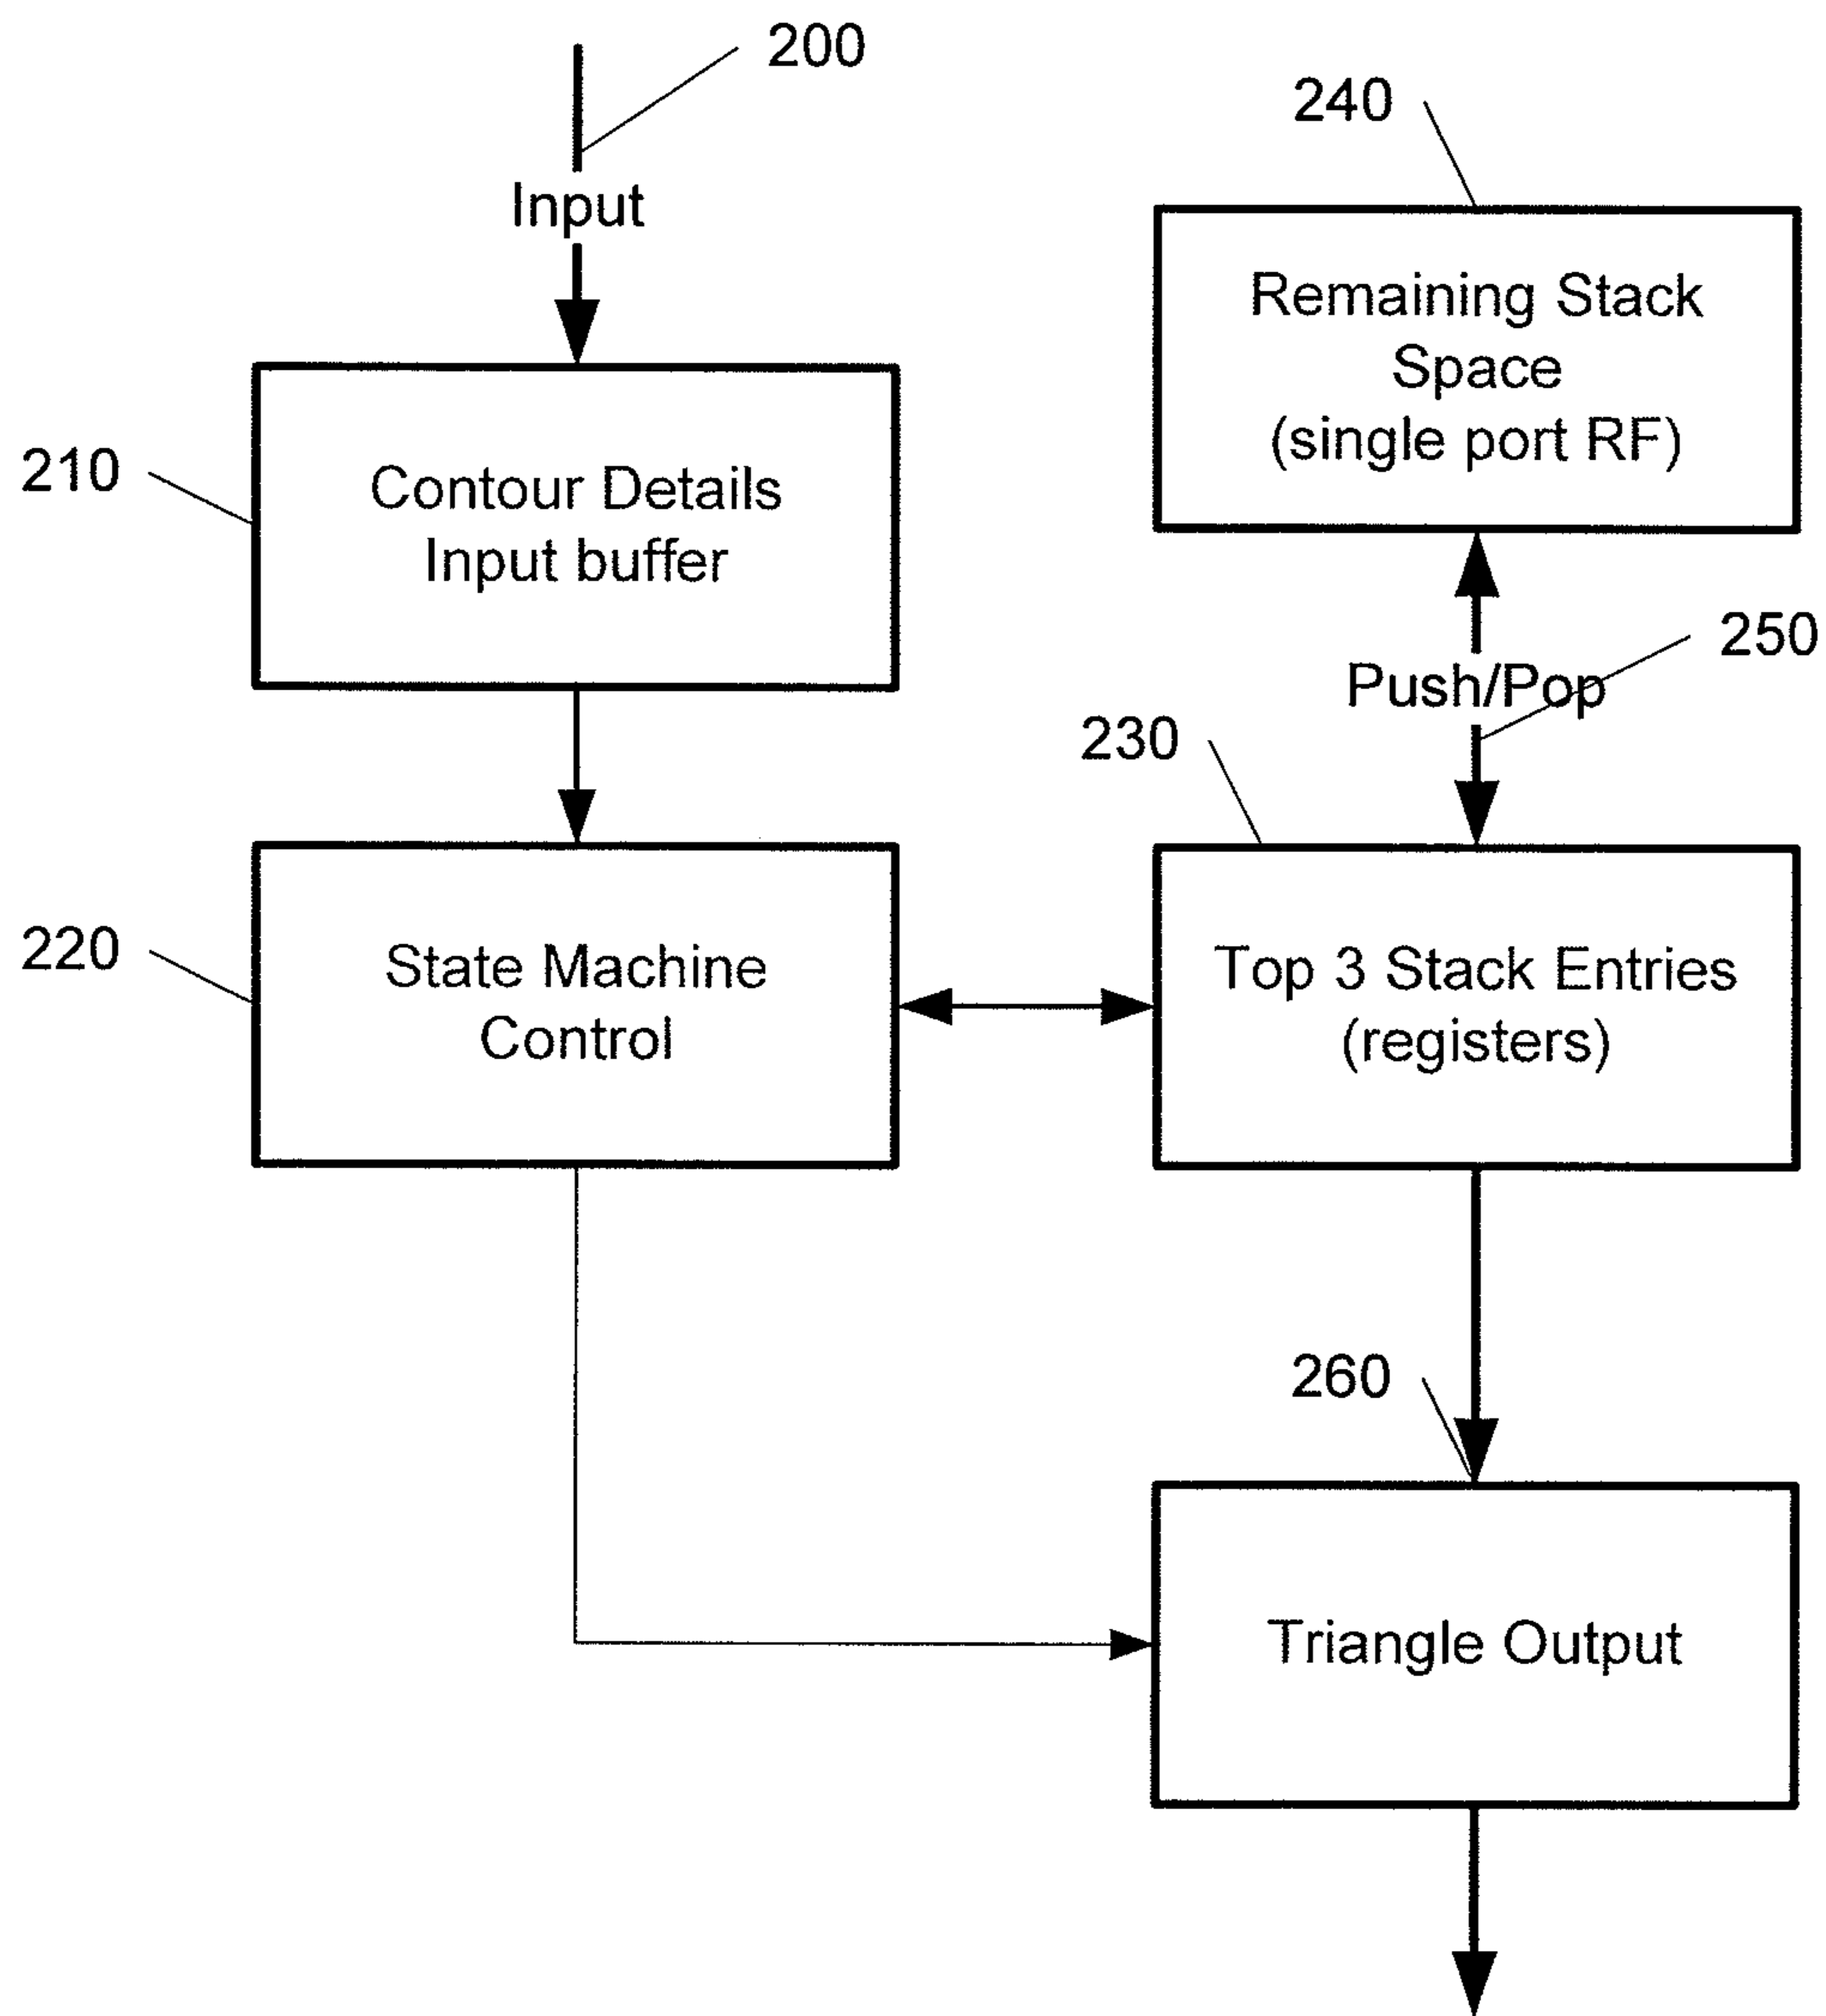 200
Input
240
Remaining Stack
Space
(single port RF)
210
Contour Details
Input buffer
250
Push/Pop
230
220
State Machine
Control
Top 3 Stack Entries
(registers)
260
Triangle Output